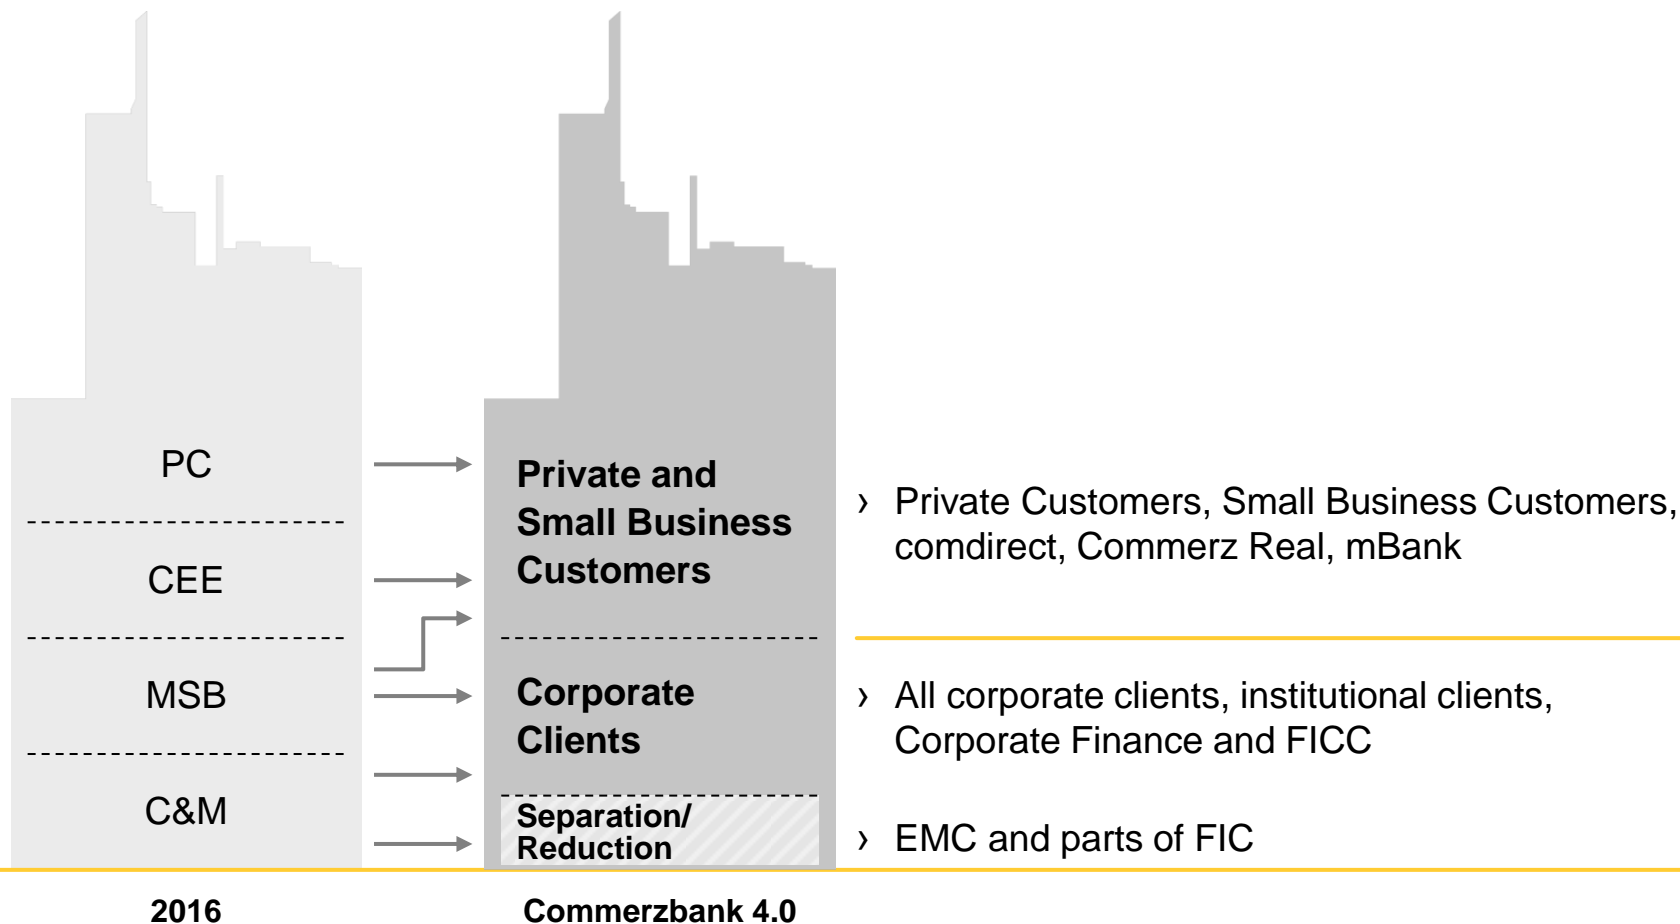 PC
CEE
MSB
C&M
2016
Private and
Small Business
Customers
Corporate
Clients
Separation/
Reduction
Commerzbank 4.0
› Private Customers, Small Business Customers,
comdirect, Commerz Real, mBank
› All corporate clients, institutional clients,
Corporate Finance and FICC
› EMC and parts of FIC